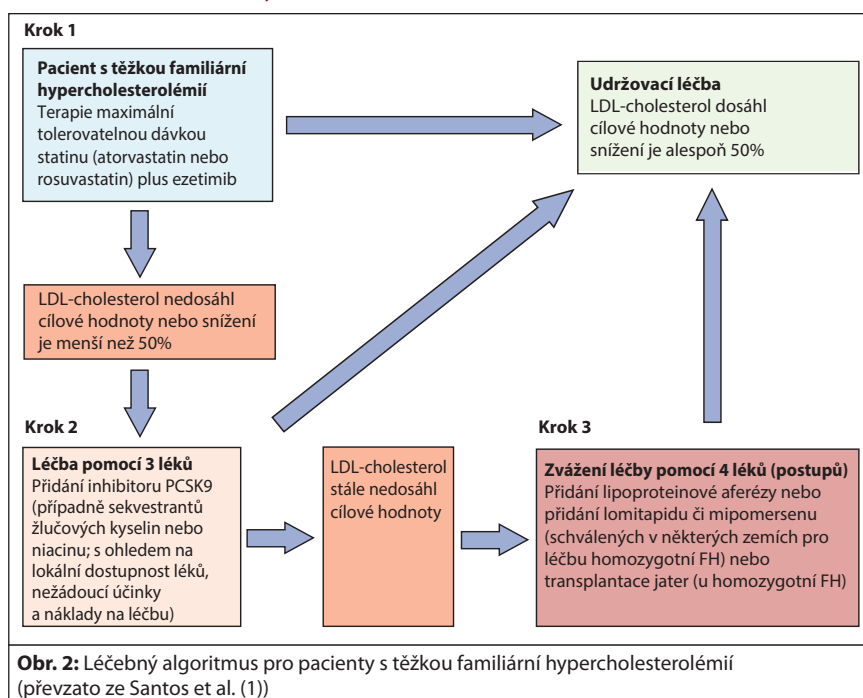 Krok 1
Pacient s těžkou familiární
hypercholesterolémií
Terapie maximální
tolerovatelnou dávkou
statinu (atorvastatin nebo
rosuvastatin) plus ezetimib
Udržovací léčba
LDL-cholesterol dosáhl
cílové hodnoty nebo
snížení je alespoň 50%
LDL-cholesterol nedosáhl
cílové hodnoty nebo snížení
je menší než 50%
Krok 2
Léčba pomocí 3 léků
Přidání inhibitoru PCSK9
(případně sekvestrantů
žlučových kyselin nebo
niacinu; s ohledem na
lokální dostupnost léků,
nežádoucí účinky
a náklady na léčbu)
LDL-cholesterol
stále nedosáhl
cílové hodnoty
Krok 3
Zvážení léčby pomocí 4 léků (postupů)
Přidání lipoproteinové aferézy nebo
přidání lomitapidu či mipomersenu
(schválených v některých zemích pro
léčbu homozygotní FH) nebo
transplantace jater (u homozygotní FH)
Obr. 2: Léčebný algoritmus pro pacienty s těžkou familiární hypercholesterolémií
(převzato ze Santos et al. (1))